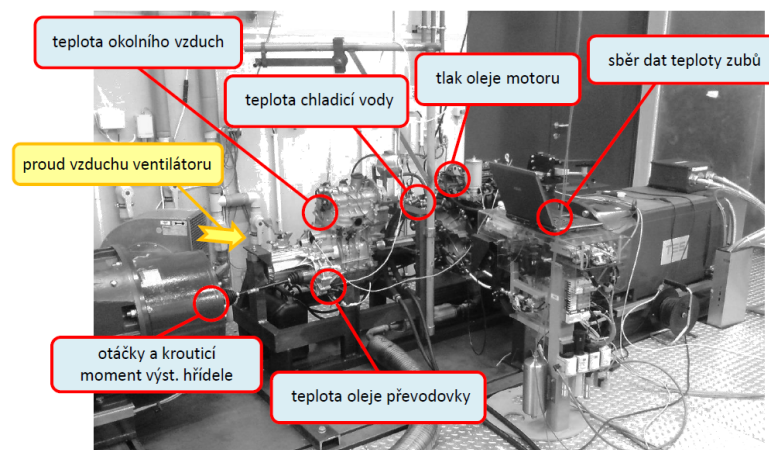 teplota okolního vzduch
sběr dat teploty zubů
tlak oleje motoru
teplota chladicí vody
proud vzduchu ventilátoru
otáčky a krouticí
moment výst. hřídele
teplota oleje převodovky